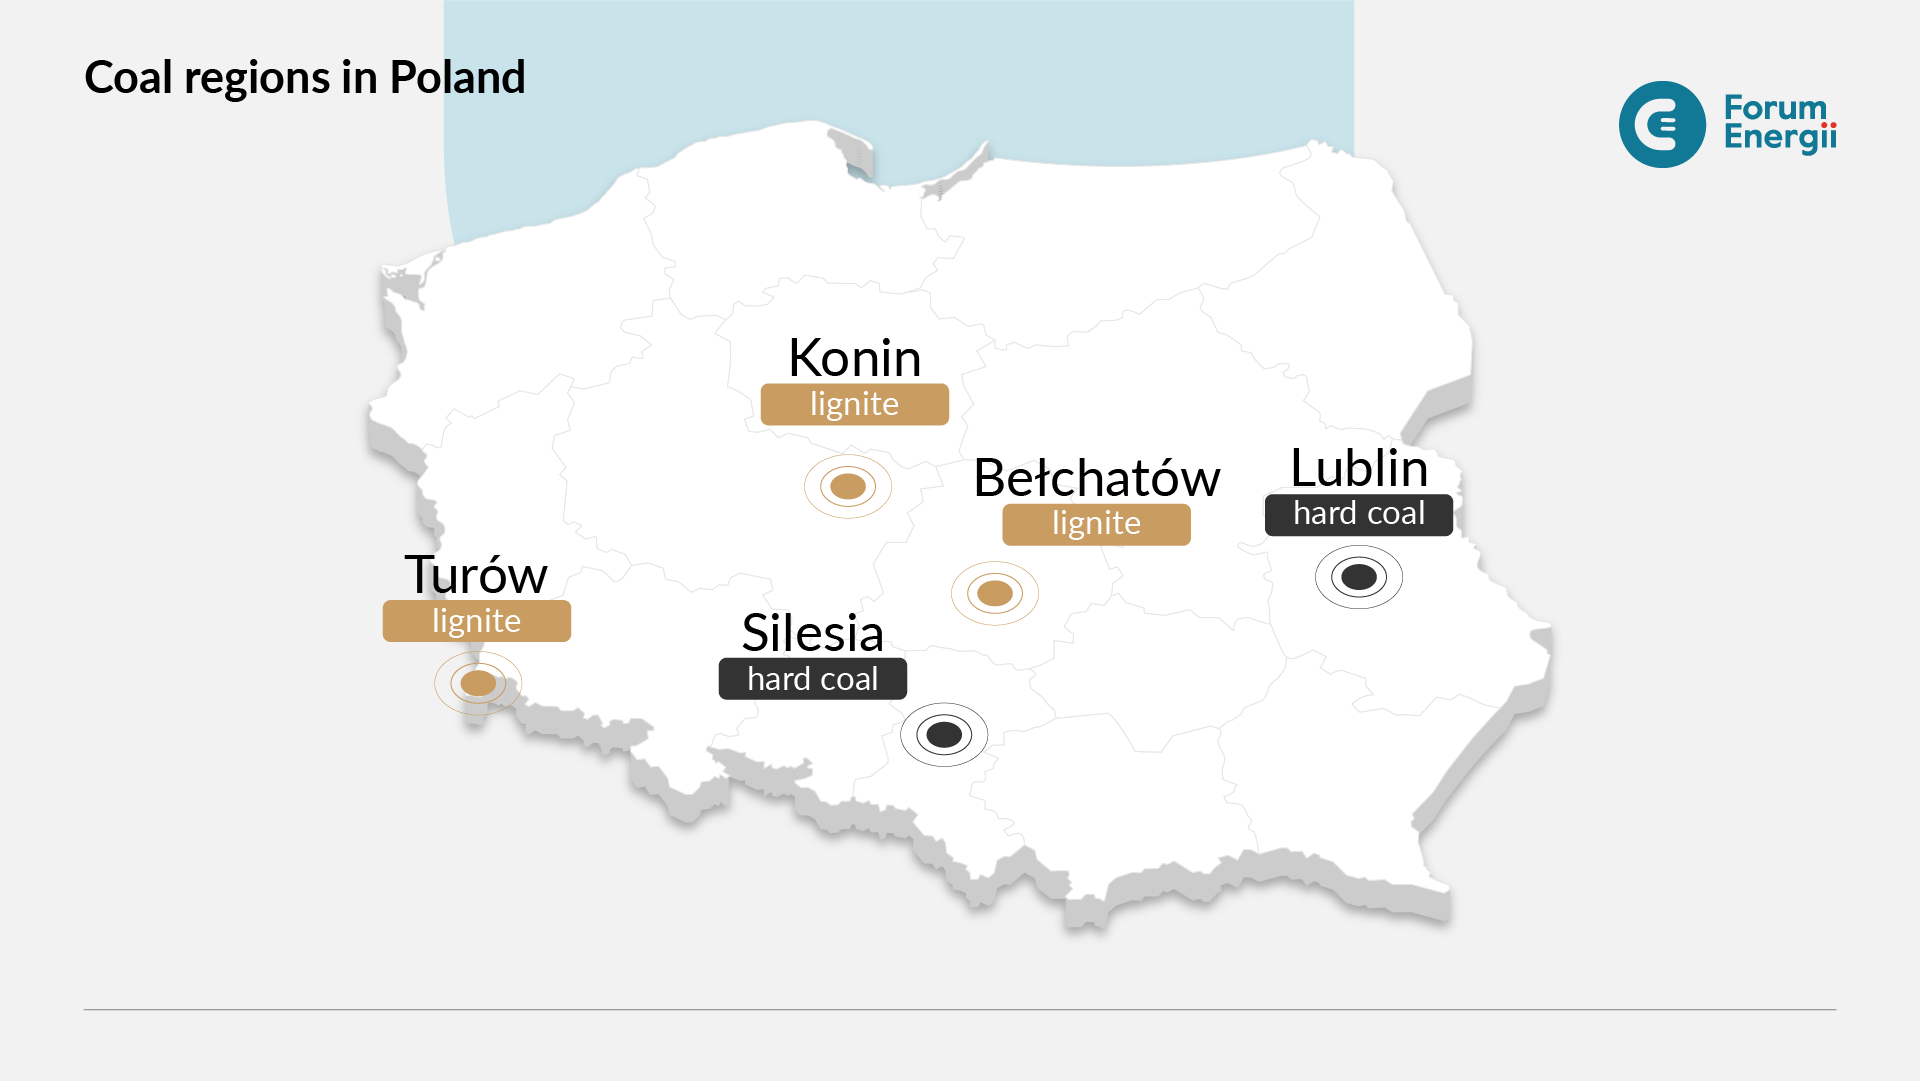 Coal regions in Poland
Forum
Energii
Konin
lignite
Bełchatów
lignite
Lublin
hard coal
Turów
lignite
Silesia
hard coal